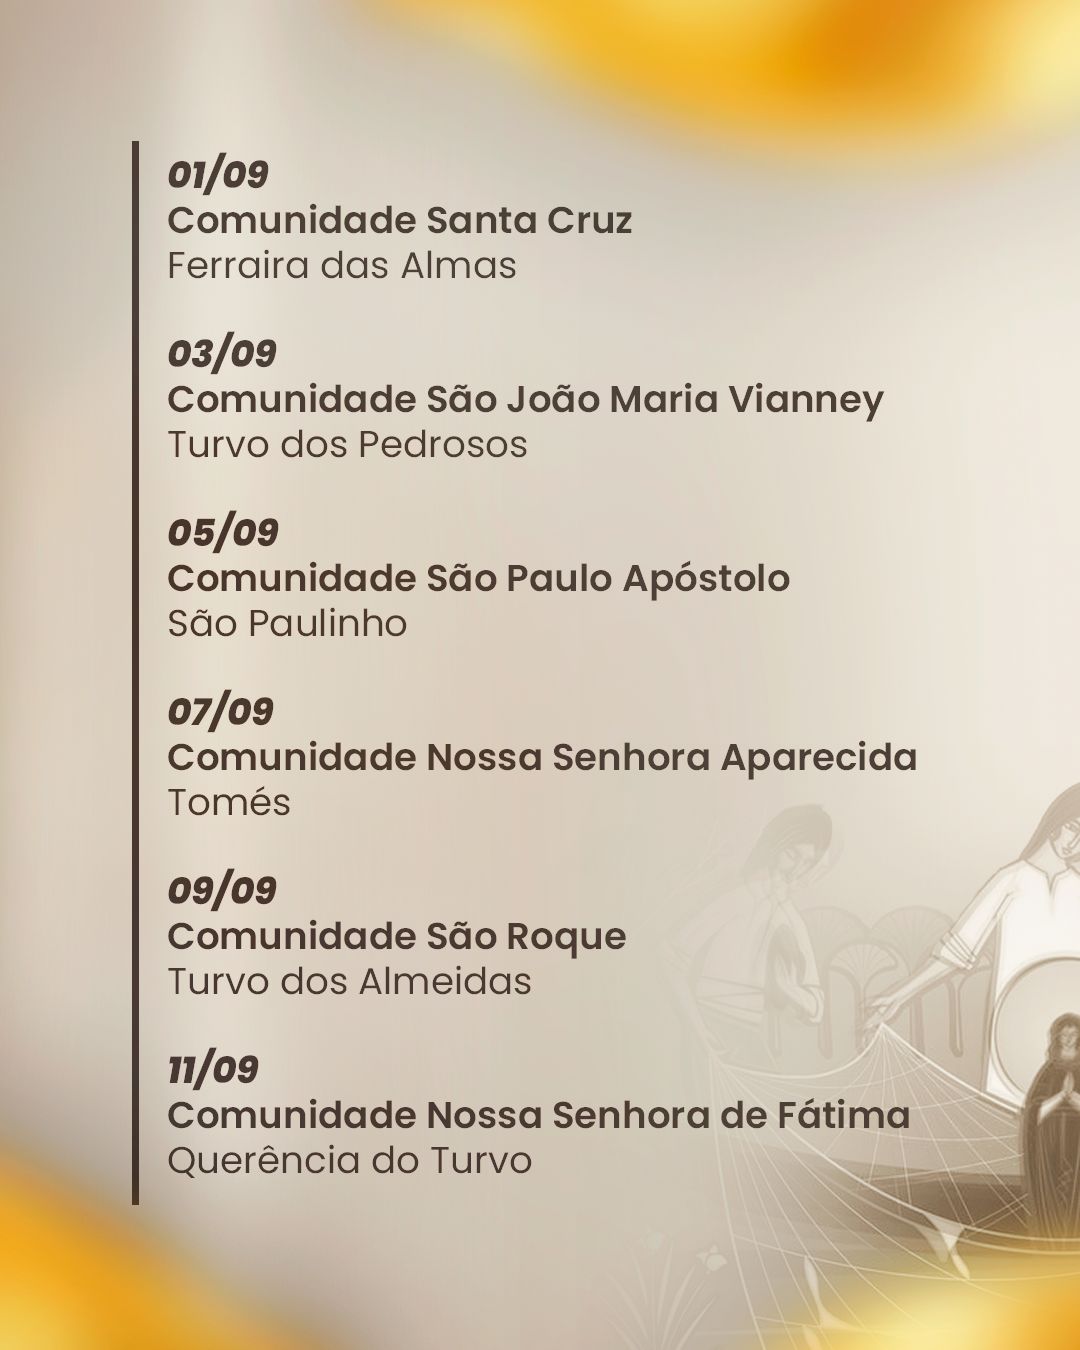 01/09
Comunidade Santa Cruz
Ferraira das Almas
03/09
Comunidade São João Maria Vianney
Turvo dos Pedrosos
05/09
Comunidade São Paulo Apóstolo
São Paulinho
07/09
Comunidade Nossa Senhora Aparecida
Tomés
09/09
Comunidade São Roque
Turvo dos Almeidas
11/09
Comunidade Nossa Senhora de Fátima
Querência do Turvo